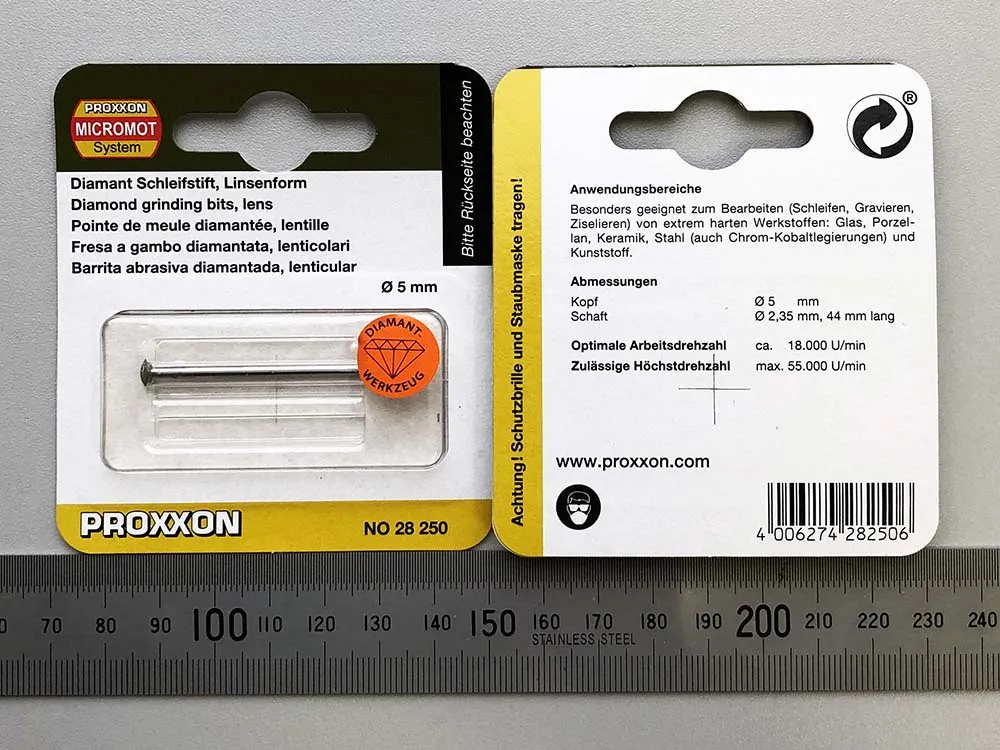 PROXXON
MICROMOT
System
Bitte Rückseite beachten
Diamant Schleifstift, Linsenform
Diamond grinding bits, lens
Pointe de meule diamantée, lentille
Fresa a gambo diamantata, lenticolari
Barrita abrasiva diamantada, lenticular
Ø 5 mm
DIAMANT-
WERKZEUG
PROXXON
NO 28 250
Achtung! Schutzbrille und Staubmaske tragen!
®
Anwendungsbereiche
Besonders geeignet zum Bearbeiten (Schleifen, Gravieren,
Ziselieren) von extrem harten Werkstoffen: Glas, Porzel-
lan, Keramik, Stahl (auch Chrom-Kobaltlegierungen) und
Kunststoff.
Abmessungen
Kopf Ø 5 mm
Schaft Ø 2,35 mm, 44 mm lang
Optimale Arbeitsdrehzahl ca. 18.000 U/min
Zulässige Höchstdrehzahl max. 55.000 U/min
www.proxxon.com
4 006274 282506
70 80 90 100 110 120 130 140 150 160 170 180 190 200 210 220 230 240
STAINLESS STEEL